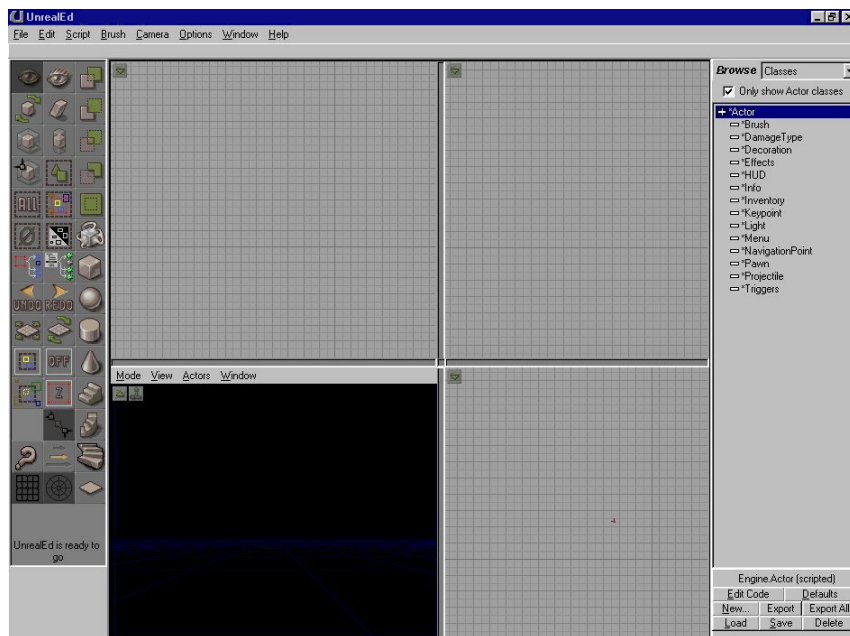 UnrealEd
File Edit Script Brush Camera Options Window Help
Browse Classes
Only show Actor classes
*Actor
*Brush
*DamageType
*Decoration
*Effects
*HUD
*Info
*Inventory
*Keypoint
*Light
*Menu
*NavigationPoint
*Pawn
*Projectile
*Triggers
ALL
UNDO REDO
OFF
Z
Mode View Actors Window
UnrealEd is ready to
go
Engine.Actor (scripted)
Edit Code Defaults
New... Export Export All
Load Save Delete